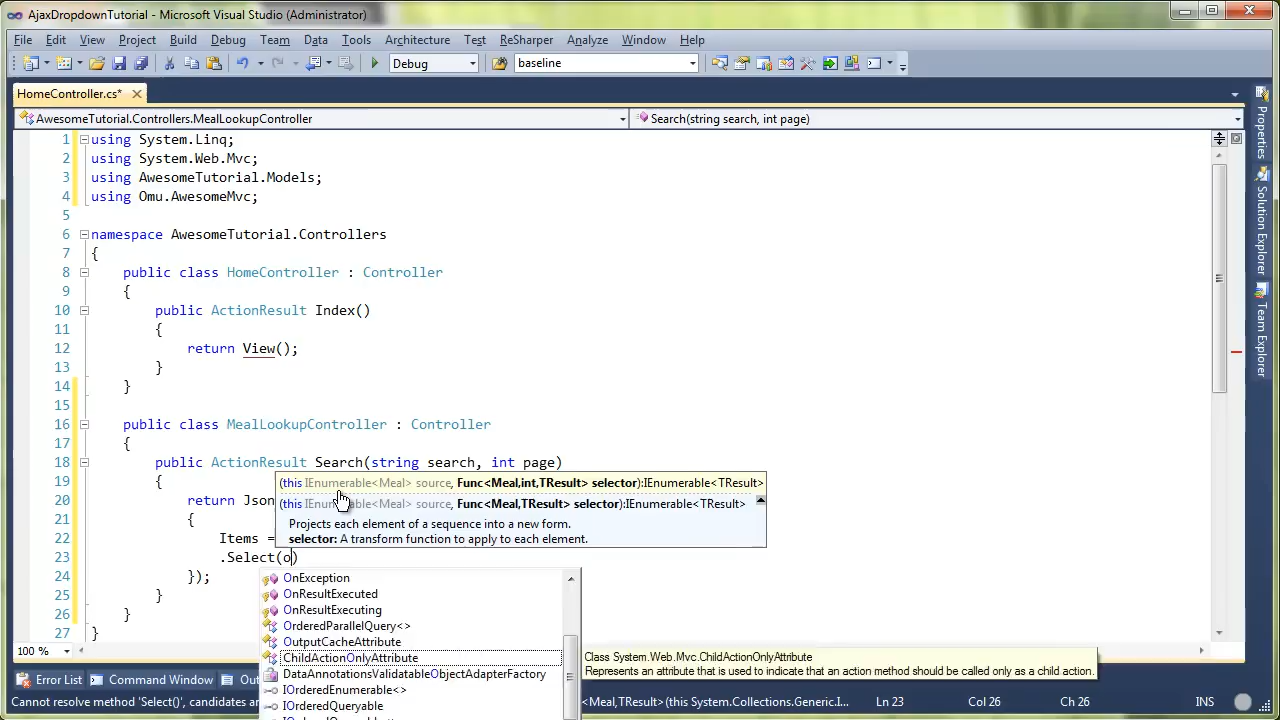 AjaxDropdownTutorial - Microsoft Visual Studio (Administrator)
File Edit View Project Build Debug Team Data Tools Architecture Test ReSharper Analyze Window Help
Debug baseline
HomeController.cs*
AwesomeTutorial.Controllers.MealLookupController Search(string search, int page)
1 using System.Linq;
2 using System.Web.Mvc;
3 using AwesomeTutorial.Models;
4 using Omu.AwesomeMvc;
5
6 namespace AwesomeTutorial.Controllers
7 {
8 public class HomeController : Controller
9 {
10 public ActionResult Index()
11 {
12 return View();
13 }
14 }
15
16 public class MealLookupController : Controller
17 {
18 public ActionResult Search(string search, int page)
19 {
(this IEnumerable<Meal> source, Func<Meal,int,TResult> selector):IEnumerable<TResult>
20 return Json
(this IEnumerable<Meal> source, Func<Meal,TResult> selector):IEnumerable<TResult>
21 {
Projects each element of a sequence into a new form.
22 Items =
selector: A transform function to apply to each element.
23 .Select(o)
24 });
25 }
26 }
27 }
OnException
OnResultExecuted
OnResultExecuting
OrderedParallelQuery<>
OutputCacheAttribute
ChildActionOnlyAttribute
DataAnnotationsValidatableObjectAdapterFactory
IOrderedEnumerable<>
IOrderedQueryable
Class System.Web.Mvc.ChildActionOnlyAttribute
Represents an attribute that is used to indicate that an action method should be called only as a child action.
100 %
Error List Command Window Out
Cannot resolve method 'Select()', candidates ar
<Meal,TResult>(this System.Collections.Generic.I... Ln 23 Col 26 Ch 26 INS
Properties
Solution Explorer
Team Explorer